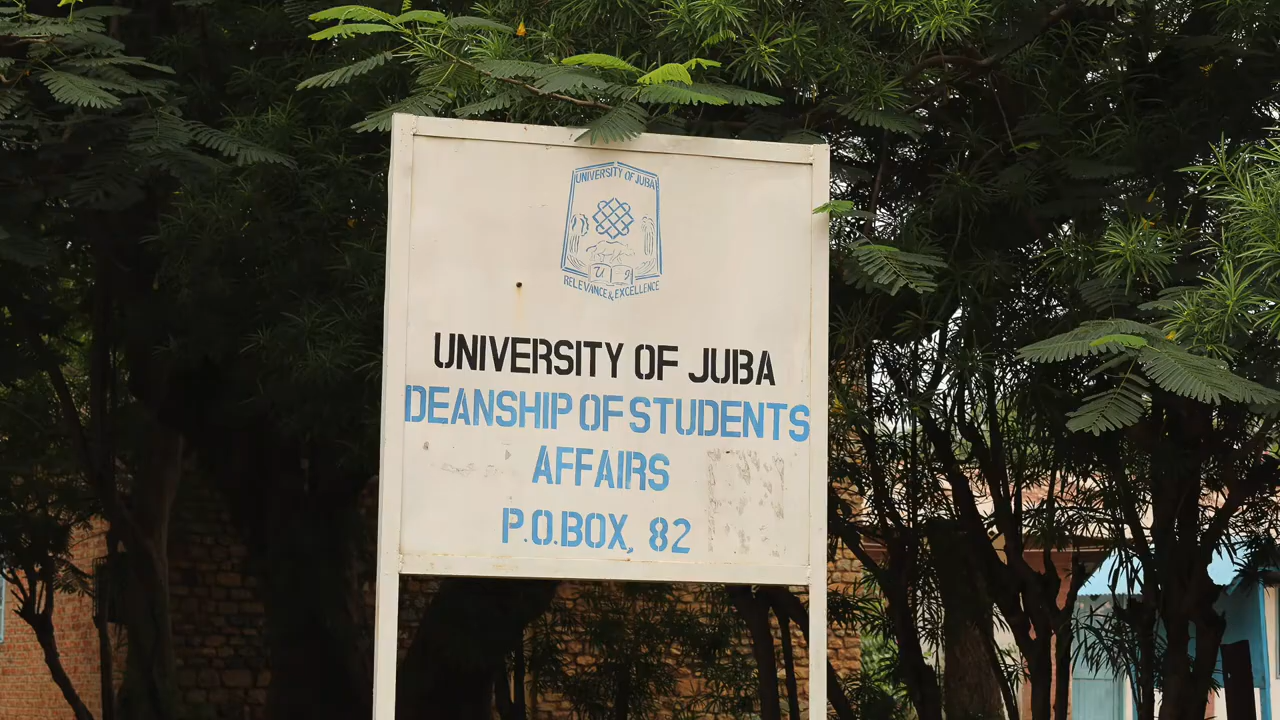 UNIVERSITY OF JUBA
RELEVANCE & EXCELLENCE
UNIVERSITY OF JUBA
DEANSHIP OF STUDENTS
AFFAIRS
P.O.BOX, 82